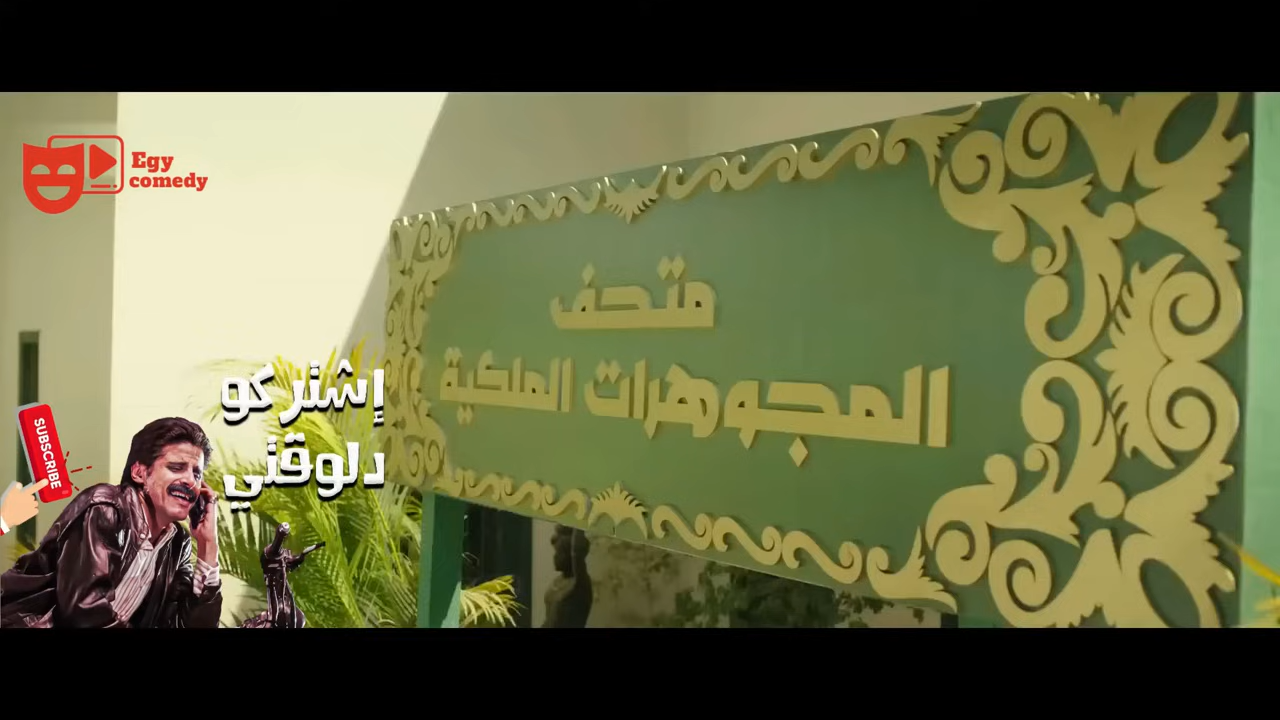 Egy
comedy
متحف
المجوهرات الملكية
إشتركو
دلوقتي
SUBSCRIBE